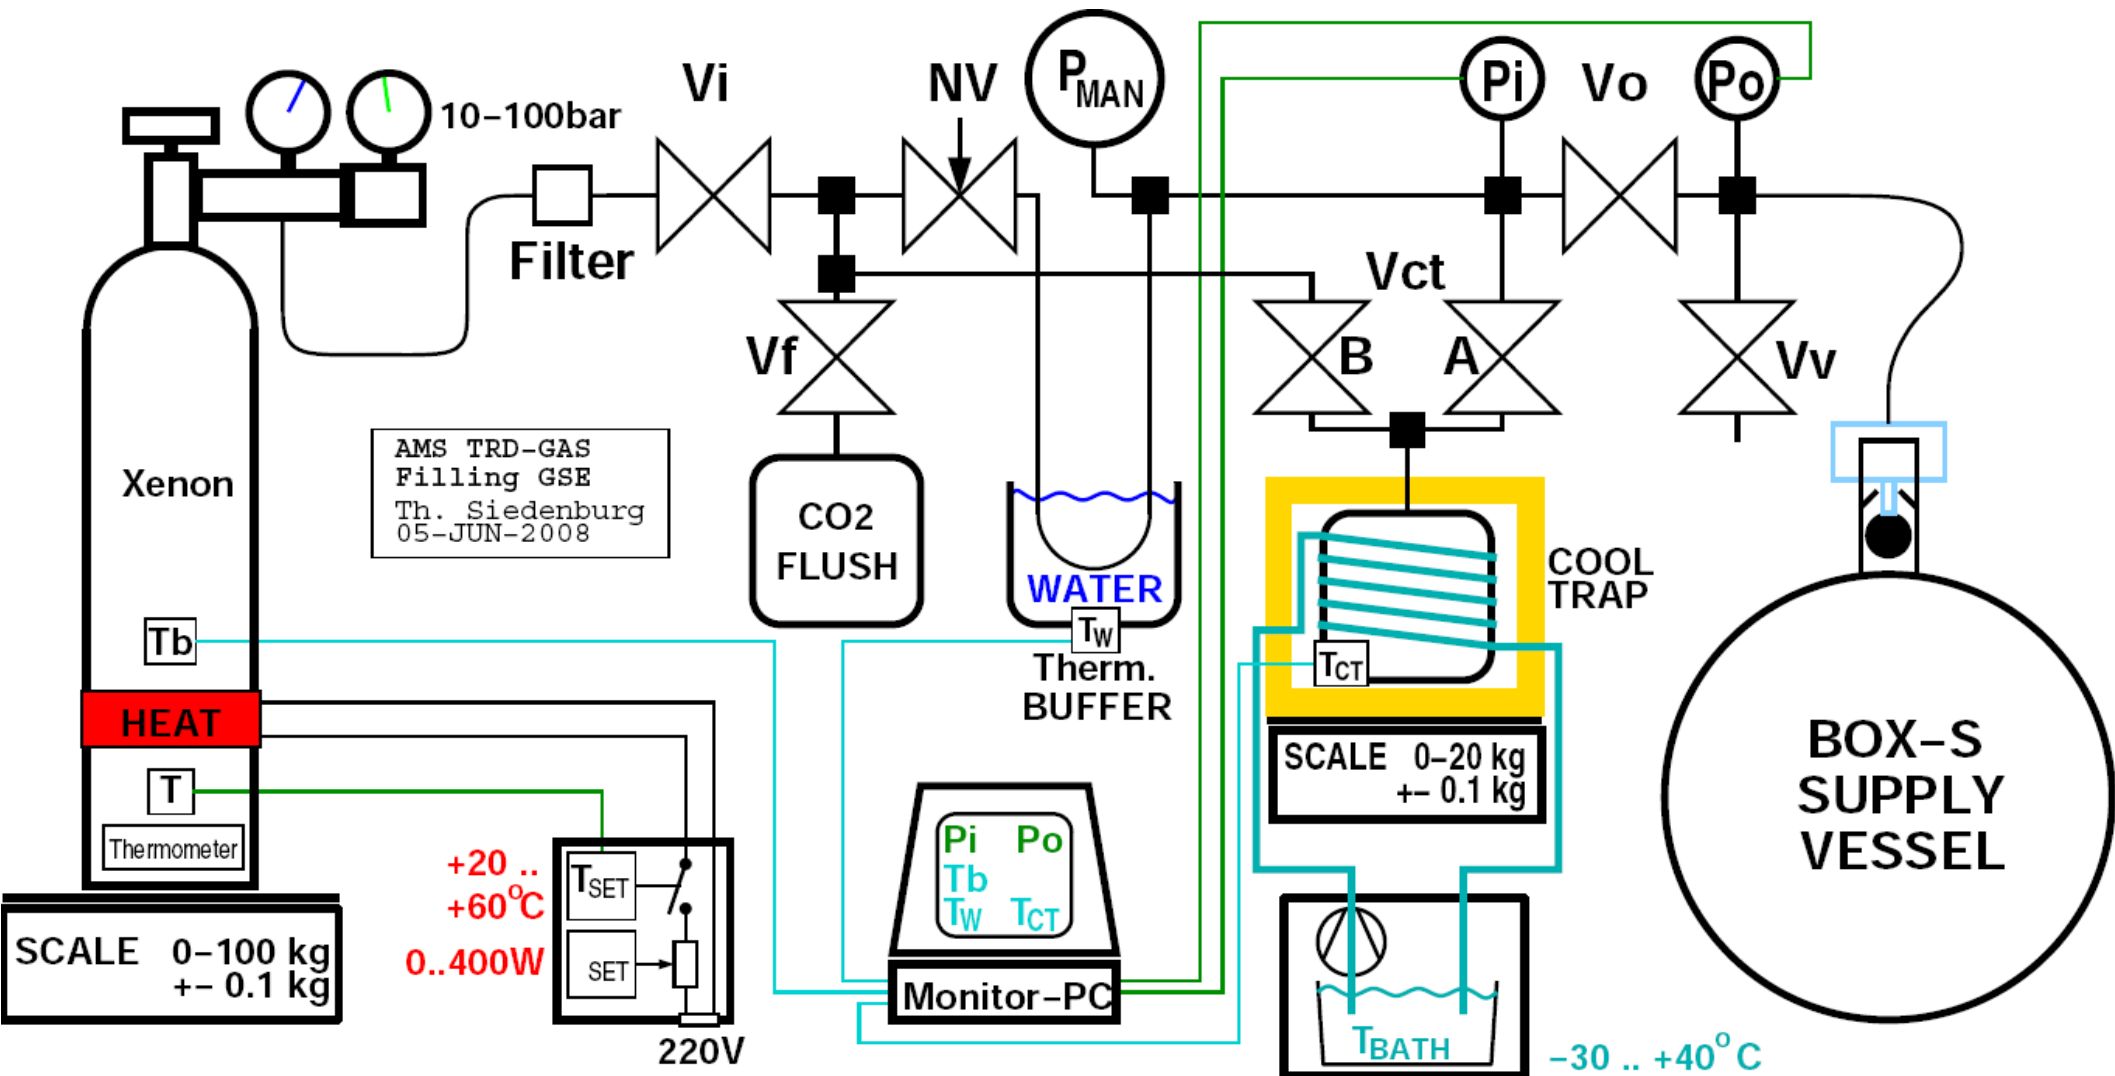 10-100bar
Vi
NV
PMAN
Pi
Vo
Po
Filter
Vct
Vf
B
A
Vv
AMS TRD-GAS
Filling GSE
Th. Siedenburg
05-JUN-2008
Xenon
CO2
FLUSH
WATER
TW
Therm.
BUFFER
COOL
TRAP
TCT
Tb
HEAT
T
Thermometer
SCALE 0-100 kg
+- 0.1 kg
+20 ..
+60°C
0..400W
TSET
SET
220V
Pi Po
Tb
TW TCT
Monitor-PC
SCALE 0-20 kg
+- 0.1 kg
TBATH
-30 .. +40°C
BOX-S
SUPPLY
VESSEL